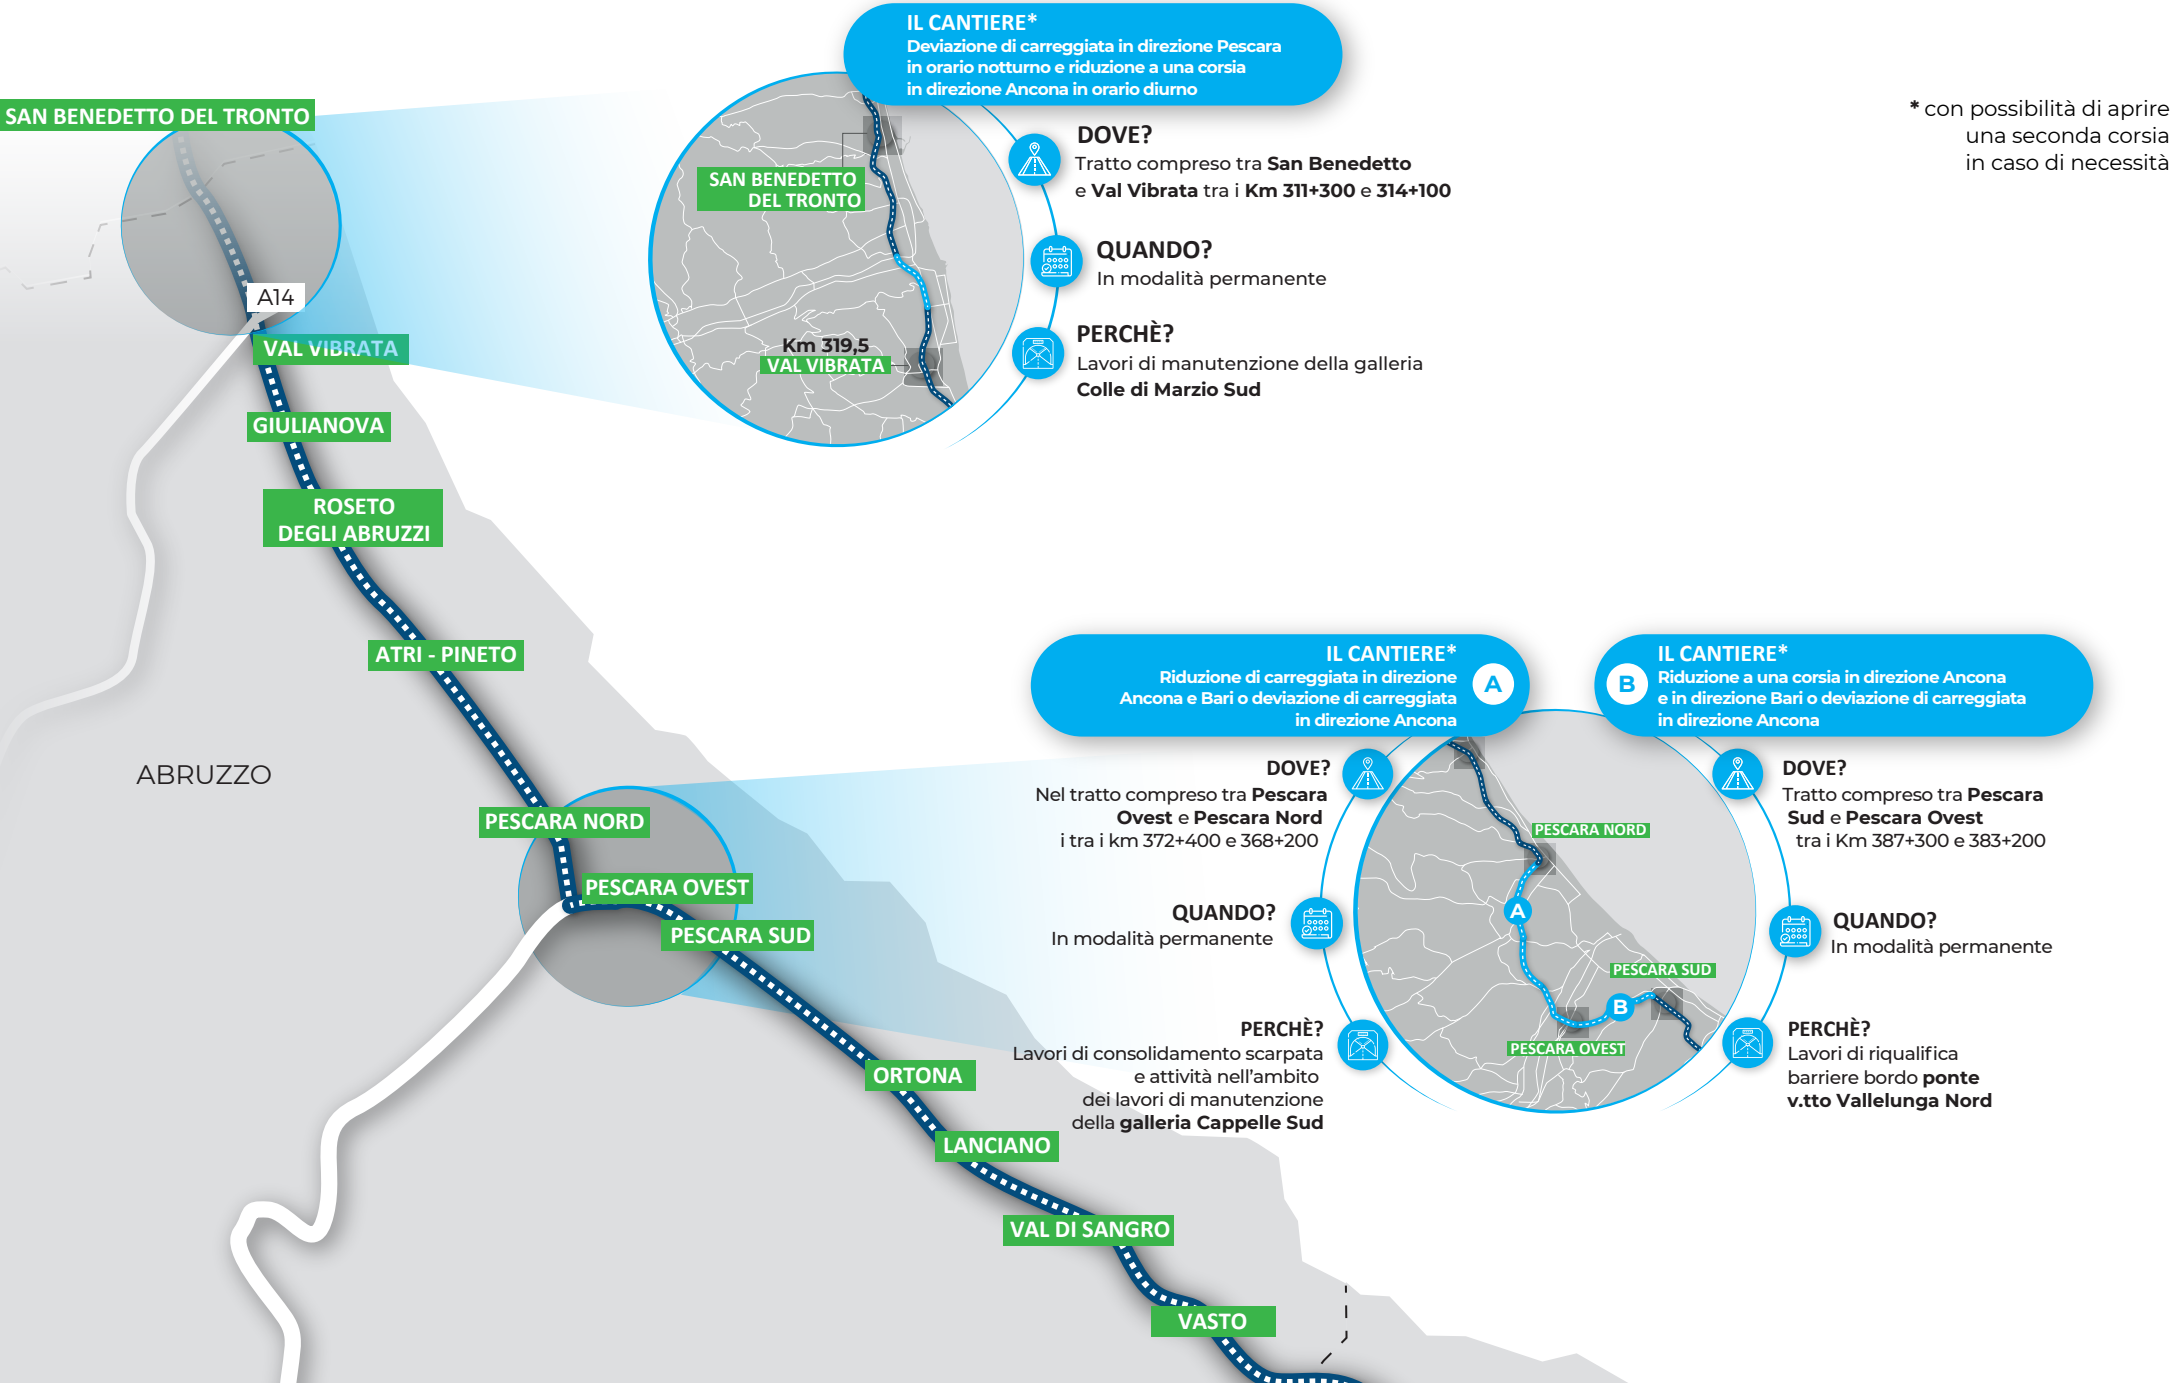 IL CANTIERE*
Deviazione di carreggiata in direzione Pescara
in orario notturno e riduzione a una corsia
in direzione Ancona in orario diurno
* con possibilità di aprire
una seconda corsia
in caso di necessità
SAN BENEDETTO DEL TRONTO
DOVE?
Tratto compreso tra San Benedetto
e Val Vibrata tra i Km 311+300 e 314+100
SAN BENEDETTO
DEL TRONTO
QUANDO?
In modalità permanente
A14
PERCHÈ?
Lavori di manutenzione della galleria
Colle di Marzio Sud
Km 319,5
VAL VIBRATA
VAL VIBRATA
GIULIANOVA
ROSETO
DEGLI ABRUZZI
ATRI - PINETO
ABRUZZO
PESCARA NORD
PESCARA OVEST
PESCARA SUD
ORTONA
LANCIANO
VAL DI SANGRO
VASTO
IL CANTIERE*
Riduzione di carreggiata in direzione
Ancona e Bari o deviazione di carreggiata
in direzione Ancona
A
DOVE?
Nel tratto compreso tra Pescara
Ovest e Pescara Nord
i tra i km 372+400 e 368+200
QUANDO?
In modalità permanente
PERCHÈ?
Lavori di consolidamento scarpata
e attività nell'ambito
dei lavori di manutenzione
della galleria Cappelle Sud
B
IL CANTIERE*
Riduzione a una corsia in direzione Ancona
e in direzione Bari o deviazione di carreggiata
in direzione Ancona
DOVE?
Tratto compreso tra Pescara
Sud e Pescara Ovest
tra i Km 387+300 e 383+200
QUANDO?
In modalità permanente
PERCHÈ?
Lavori di riqualifica
barriere bordo ponte
v.tto Vallelunga Nord
PESCARA NORD
A
PESCARA SUD
B
PESCARA OVEST